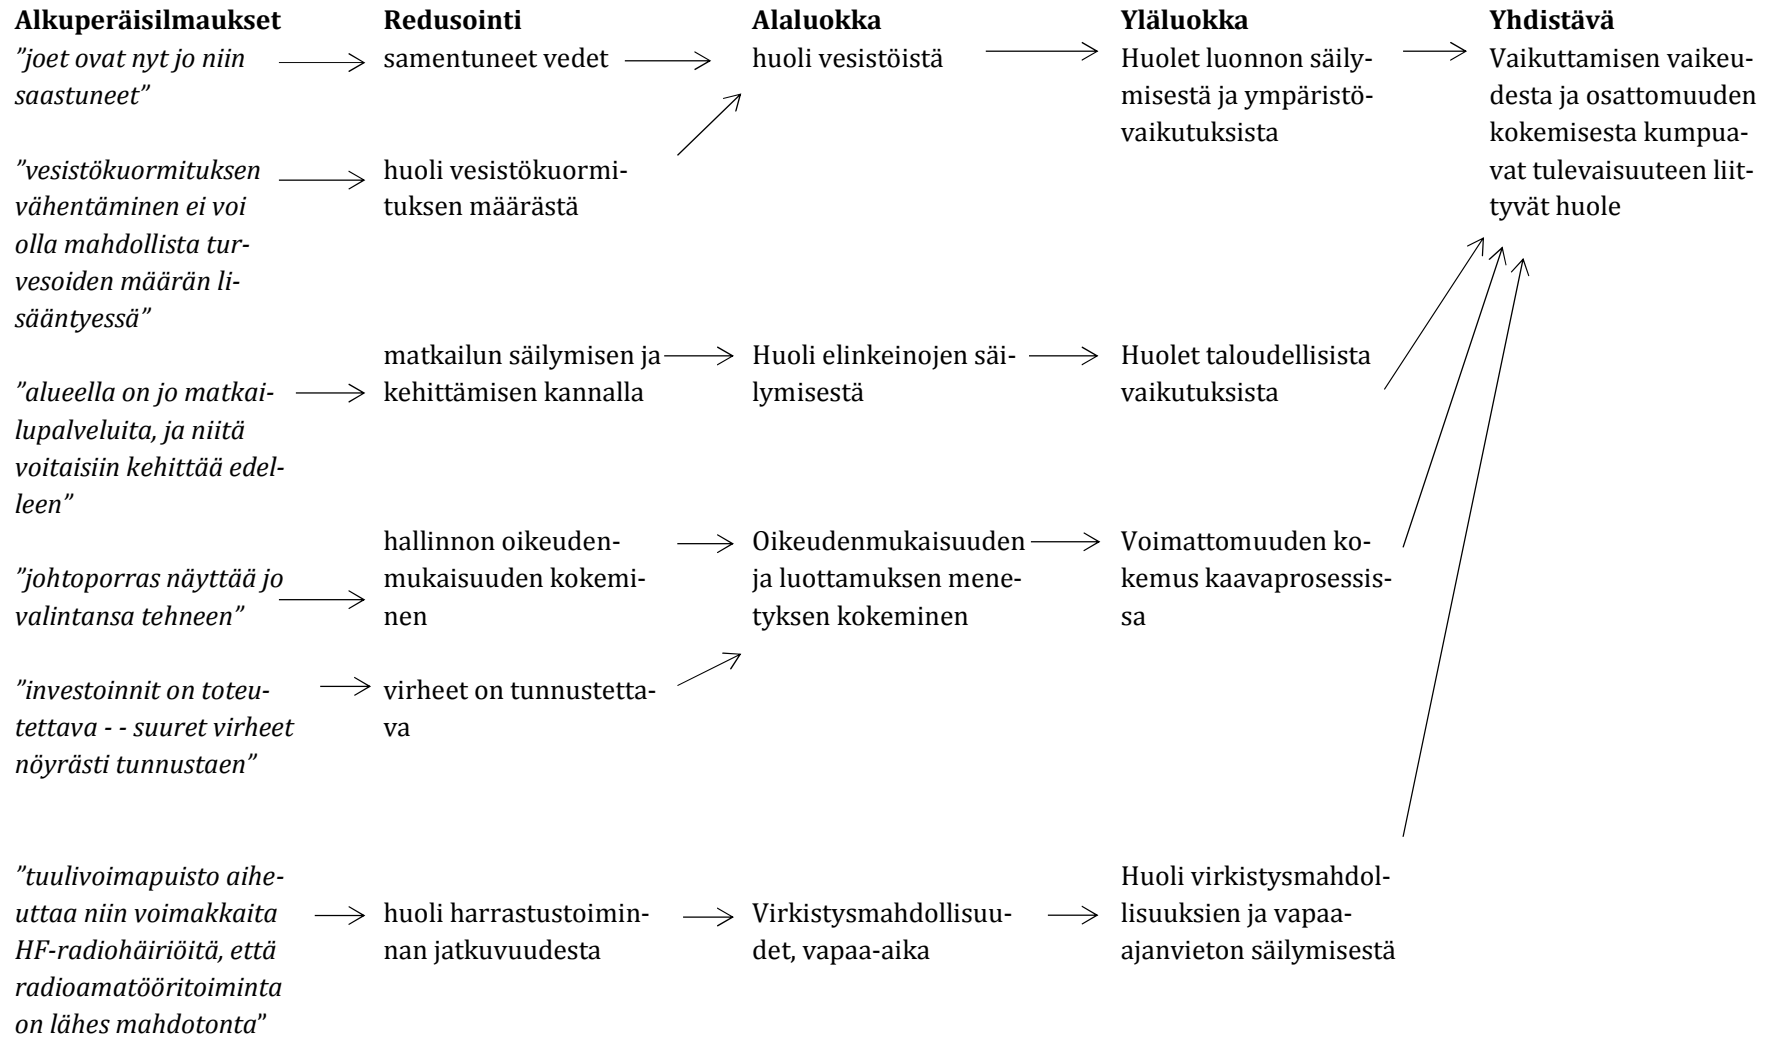 Alkuperäisilmaukset
”joet ovat nyt jo niin
saastuneet”
”vesistökuormituksen
vähentäminen ei voi
olla mahdollista tur-
vesoiden määrän li-
sääntyessä”
”alueella on jo matkai-
lupalveluita, ja niitä
voitaisiin kehittää edel-
leen”
”johtoporras näyttää jo
valintansa tehneen”
”investoinnit on toteu-
tettava - - suuret virheet
nöyrästi tunnustaen”
”tuulivoimapuisto aihe-
uttaa niin voimakkaita
HF-radiohäiriöitä, että
radioamatööritoiminta
on lähes mahdotonta”
Redusointi
samentuneet vedet
huoli vesistökuormi-
tuksen määrästä
matkailun säilymisen ja
kehittämisen kannalla
hallinnon oikeuden-
mukaisuuden kokemi-
nen
virheet on tunnustetta-
va
huoli harrastustoimin-
nan jatkuvuudesta
Alaluokka
huoli vesistöistä
Huoli elinkeinojen säi-
lymisestä
Oikeudenmukaisuuden
ja luottamuksen mene-
tyksen kokeminen
Virkistysmahdollisuu-
det, vapaa-aika
Yläluokka
Huolet luonnon säily-
misestä ja ympäristö-
vaikutuksista
Huolet taloudellisista
vaikutuksista
Voimattomuuden ko-
kemus kaavaprosessis-
sa
Huoli virkistysmahdol-
lisuuksien ja vapaa-
ajanvieton säilymisestä
Yhdistävä
Vaikuttamisen vaikeu-
desta ja osattomuuden
kokemisesta kumpua-
vat tulevaisuuteen liit-
tyvät huole